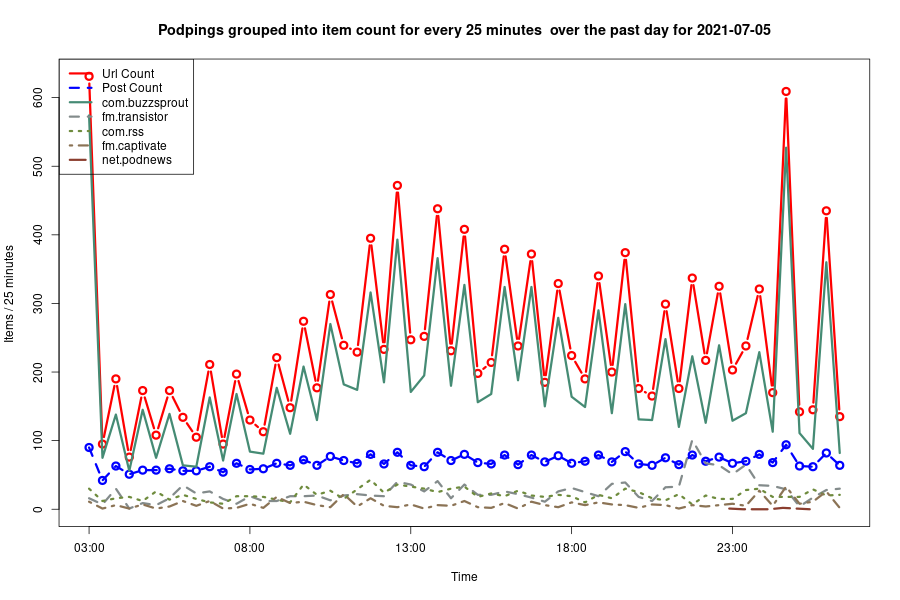 Podpings grouped into item count for every 25 minutes  over the past day for 2021-07-05
Url Count
Post Count
com.buzzsprout
fm.transistor
com.rss
fm.captivate
net.podnews
Items / 25 minutes
600
500
400
300
200
100
0
03:00
08:00
13:00
18:00
23:00
Time